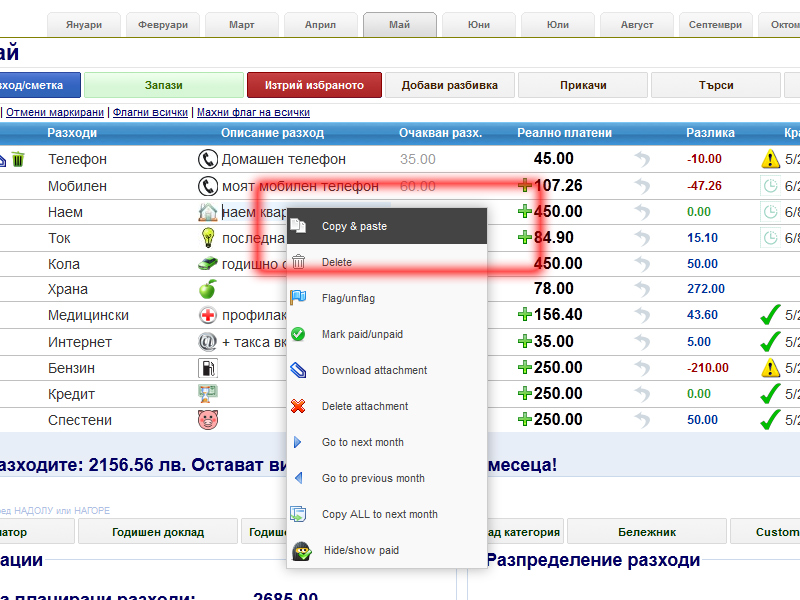 Януари Февруари Март Април Май Юни Юли Август Септември Октом
ай
ход/сметка Запази Изтрий избраното Добави разбивка Прикачи Търси
| Отмени маркирани | Флагни всички | Махни флаг на всички
Разходи Описание разход Очакван разх. Реално платени Разлика Кра
Телефон Домашен телефон 35.00 45.00 -10.00 5/2
Мобилен моят мобилен телефон 60.00 107.26 -47.26 6/2
Наем наем квар 450.00 0.00 6/8
Ток последна 84.90 15.10 6/8
Кола годишно 450.00 50.00
Храна 78.00 272.00
Медицински профилак 156.40 43.60 5/2
Интернет + такса вк 35.00 5.00 5/2
Бензин 250.00 -210.00 5/2
Кредит 250.00 0.00 5/2
Спестени 250.00 50.00 5/2
Copy & paste
Delete
Flag/unflag
Mark paid/unpaid
Download attachment
Delete attachment
Go to next month
Go to previous month
Copy ALL to next month
Hide/show paid
азходите: 2156.56 лв. Остават ви месеца!
ед НАДОЛУ или НАГОРЕ
атор Годишен доклад Годиш ад категория Бележник Custom
ации Разпределение разходи
а планирани разходи: 2685.00